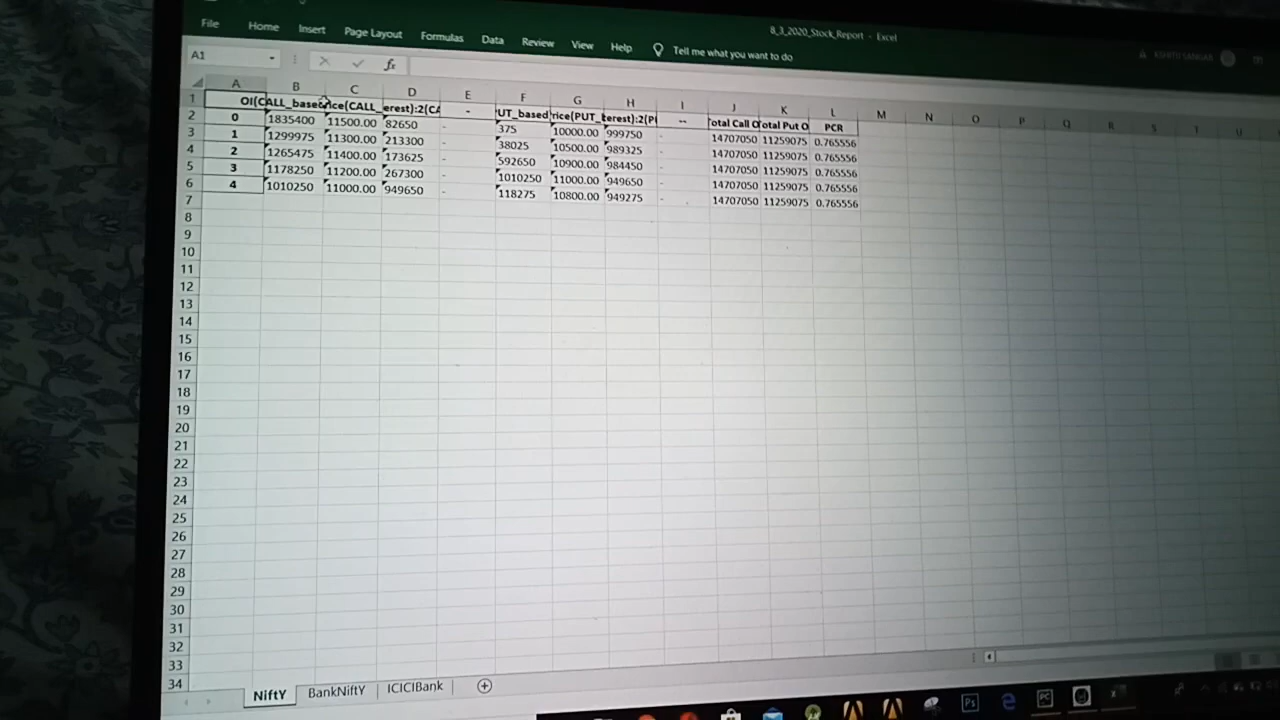 8_3_2020_Stock_Report - Excel
File Home Insert Page Layout Formulas Data Review View Help Tell me what you want to do
A1 fx
A B C D E F G H I J K L M N O P Q R S T U
1 OI(CALL_based rice(CALL_ erest):2(CA - UT_based rice(PUT_ terest):2(P -- otal Call O otal Put O PCR
2 0 1835400 11500.00 82650 - 375 10000.00 999750 - 14707050 11259075 0.765556
3 1 1299975 11300.00 213300 - 38025 10500.00 989325 - 14707050 11259075 0.765556
4 2 1265475 11400.00 173625 - 592650 10900.00 984450 - 14707050 11259075 0.765556
5 3 1178250 11200.00 267300 - 1010250 11000.00 949650 - 14707050 11259075 0.765556
6 4 1010250 11000.00 949650 - 118275 10800.00 949275 - 14707050 11259075 0.765556
7
8
9
10
11
12
13
14
15
16
17
18
19
20
21
22
23
24
25
26
27
28
29
30
31
32
33
34
NiftY BankNiftY ICICIBank
Ps PC